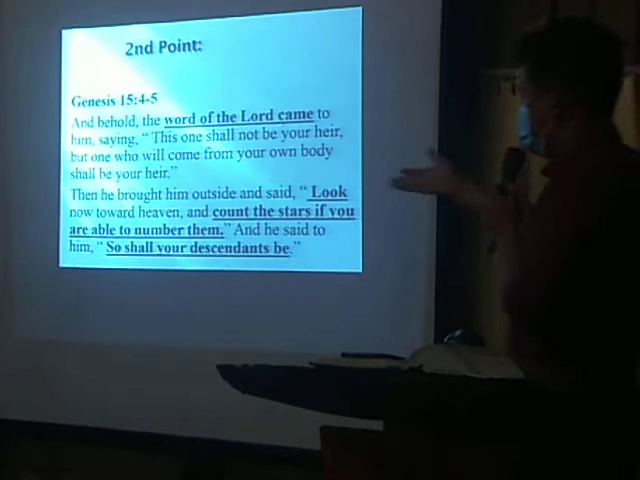 2nd Point:
Genesis 15:4-5
And behold, the word of the Lord came to
him, saying, “ This one shall not be your heir,
but one who will come from your own body
shall be your heir.”
Then he brought him outside and said, “ Look
now toward heaven, and count the stars if you
are able to number them.” And he said to
him, “ So shall your descendants be.”